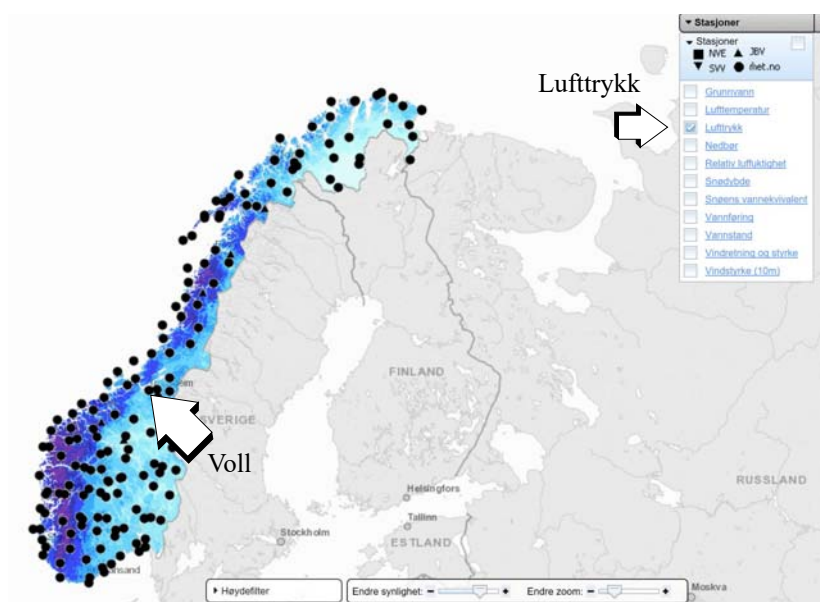 Stasjoner
Stasjoner
NVE JBV
SVV met.no
Lufttrykk
Grunnvann
Lufttemperatur
Lufttrykk
Nedbør
Relativ luftfuktighet
Snødybde
Snøens vannekvivalent
Vannføring
Vannstand
Vindretning og styrke
Vindstyrke (10m)
FINLAND
SVERIGE
Voll
RUSSLAND
Helsingfors
Tallinn
Stockholm
ESTLAND
Høydefilter
Endre synlighet: - +
Endre zoom: - +
Moskva